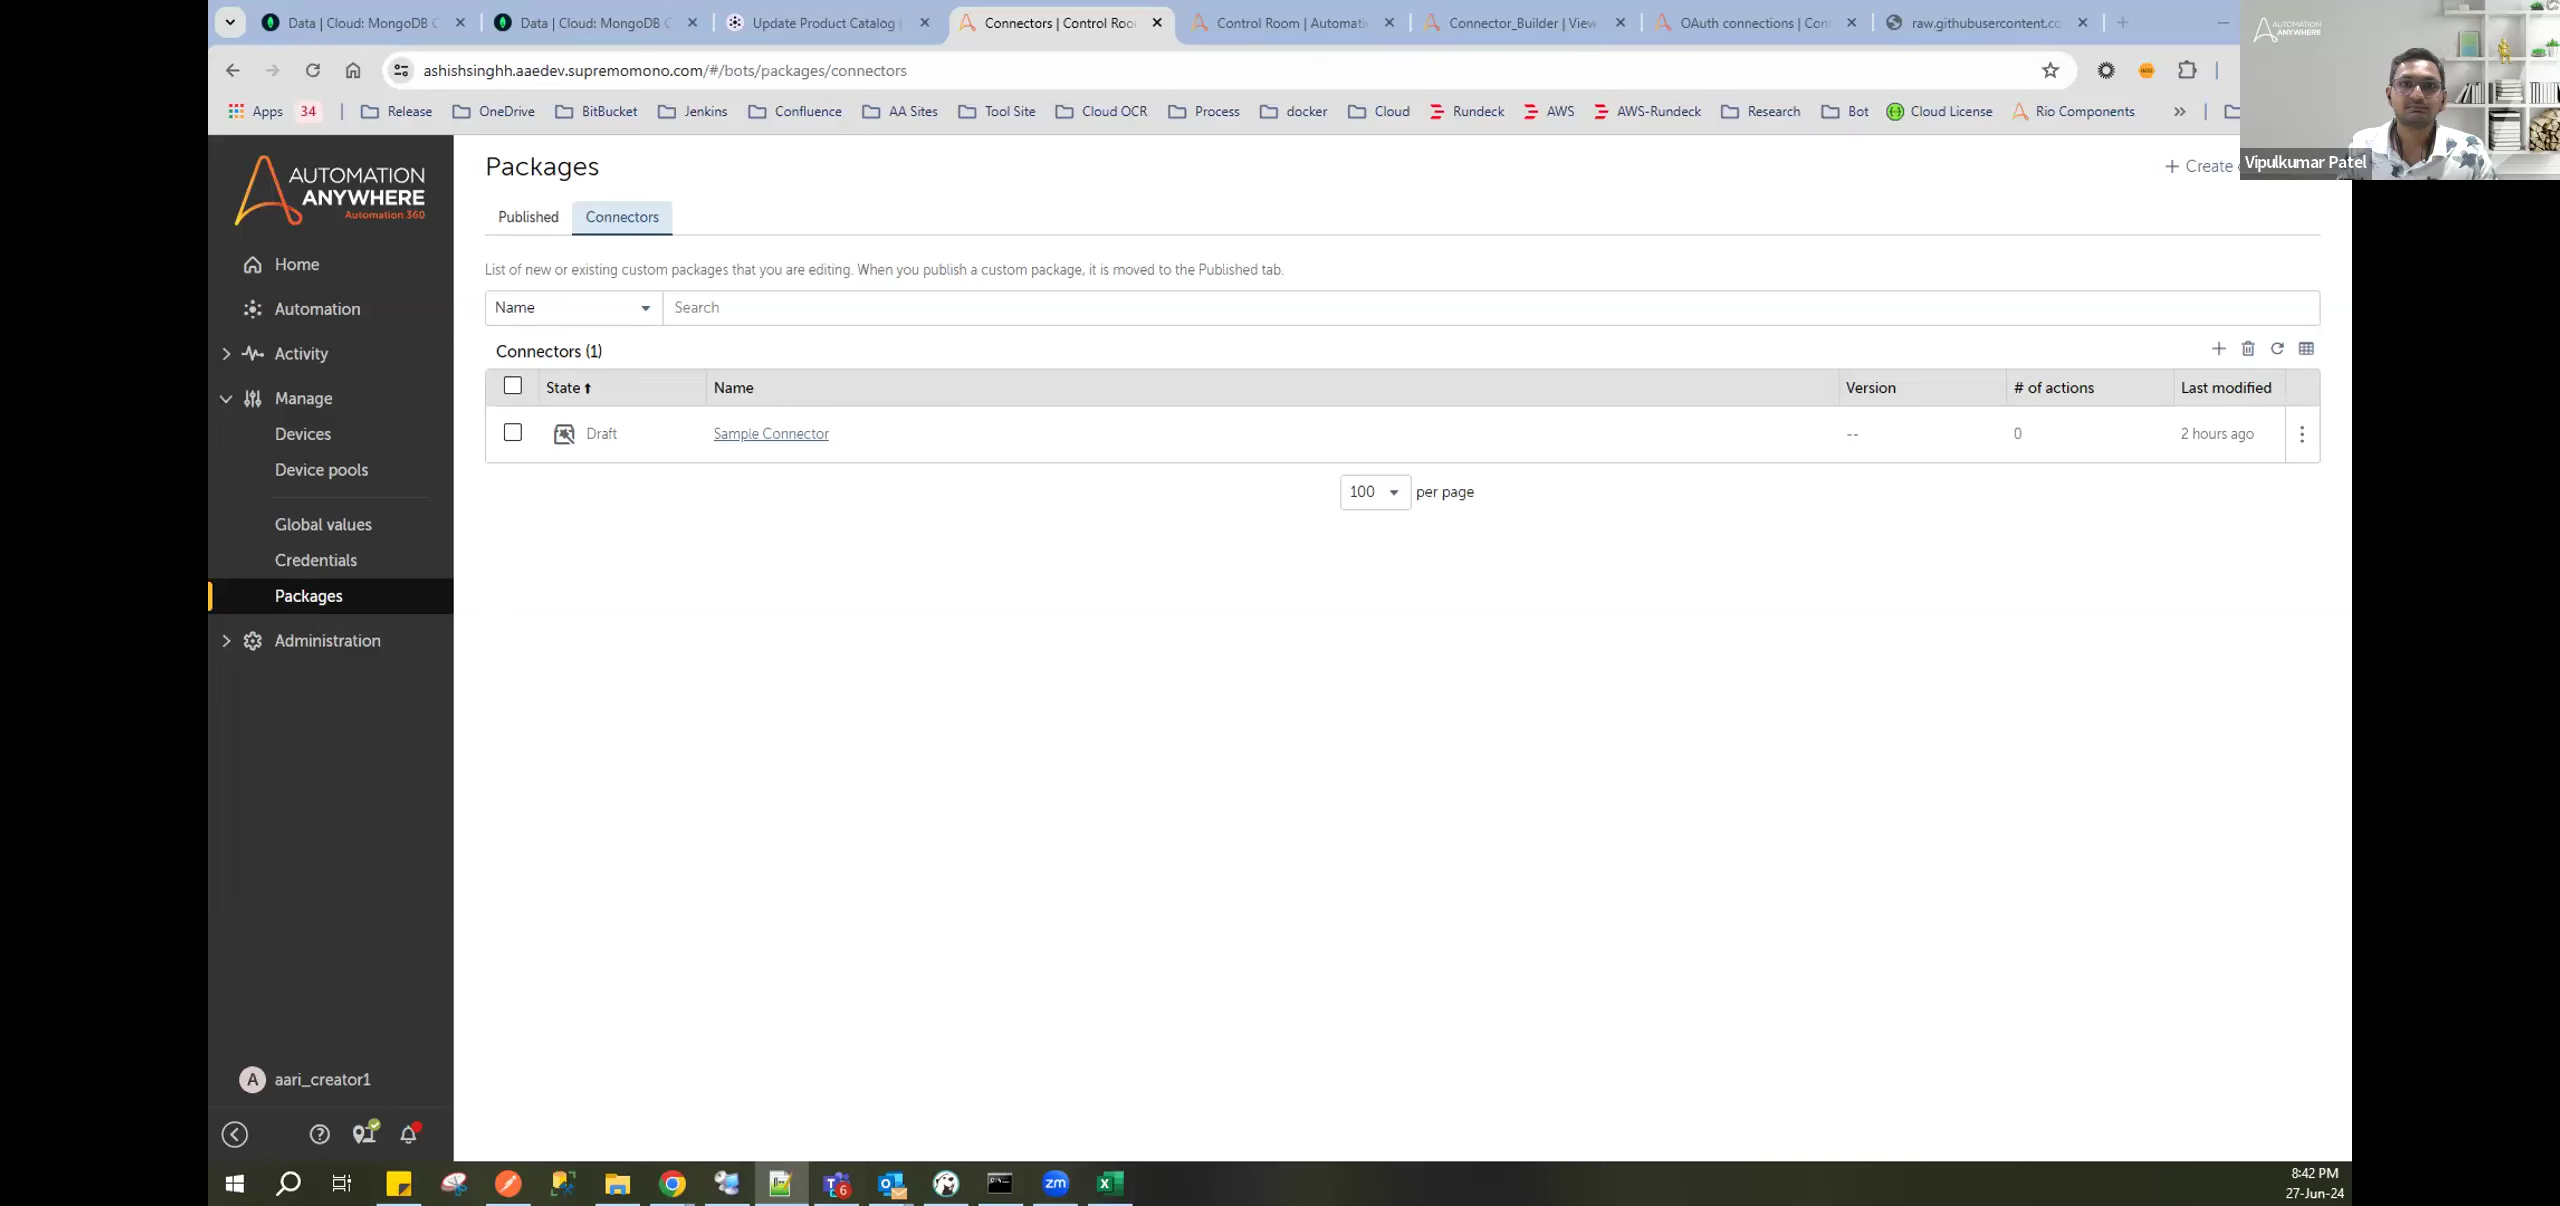 Data | Cloud: MongoDB C
Data | Cloud: MongoDB C
Update Product Catalog |
Connectors | Control Roo
Control Room | Automati
Connector_Builder | View
OAuth connections | Con
raw.githubusercontent.co
ashishsinghh.aaedev.supremomono.com/#/bots/packages/connectors
Apps 34
Release
OneDrive
BitBucket
Jenkins
Confluence
AA Sites
Tool Site
Cloud OCR
Process
docker
Cloud
Rundeck
AWS
AWS-Rundeck
Research
Bot
Cloud License
Rio Components
AUTOMATION
ANYWHERE
Vipulkumar Patel
AUTOMATION
ANYWHERE
Automation 360
Home
Automation
Activity
Manage
Devices
Device pools
Global values
Credentials
Packages
Administration
A aari_creator1
Packages
+ Create
Published
Connectors
List of new or existing custom packages that you are editing. When you publish a custom package, it is moved to the Published tab.
Name
Search
Connectors (1)
State Name Version # of actions Last modified
Draft Sample Connector -- 0 2 hours ago
100 per page
6
zm
8:42 PM
27-Jun-24